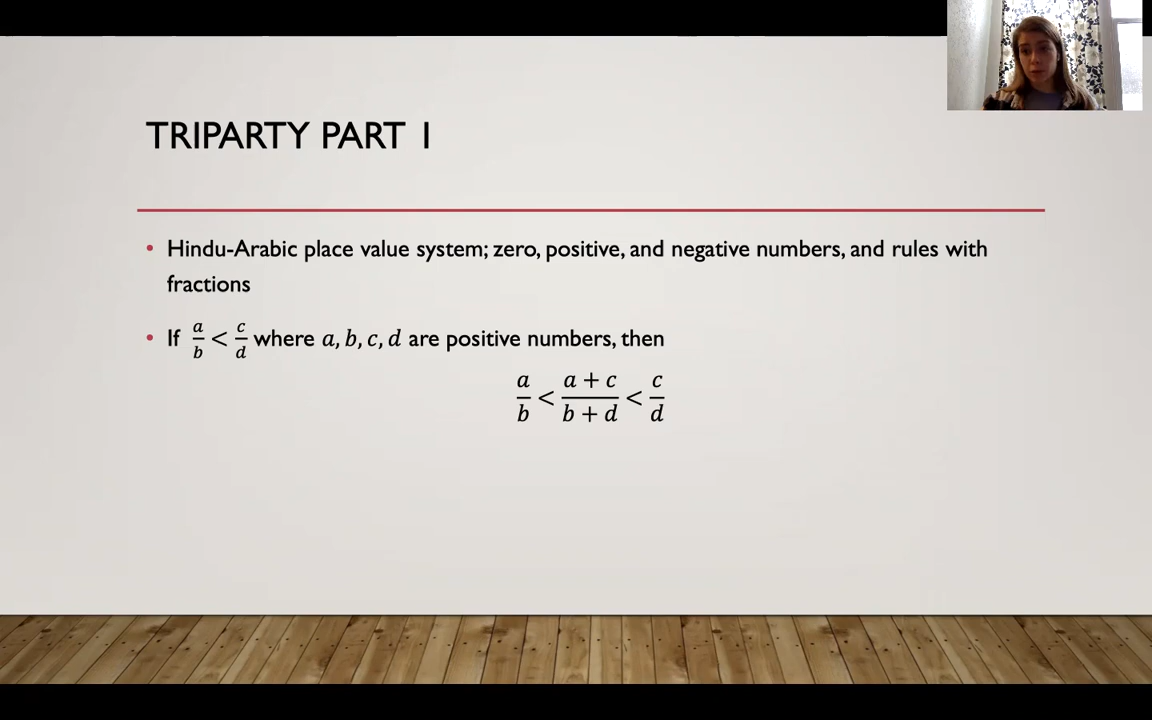 TRIPARTY PART 1
• Hindu-Arabic place value system; zero, positive, and negative numbers, and rules with
fractions
• If a/b < c/d where a, b, c, d are positive numbers, then
a/b < (a + c)/(b + d) < c/d